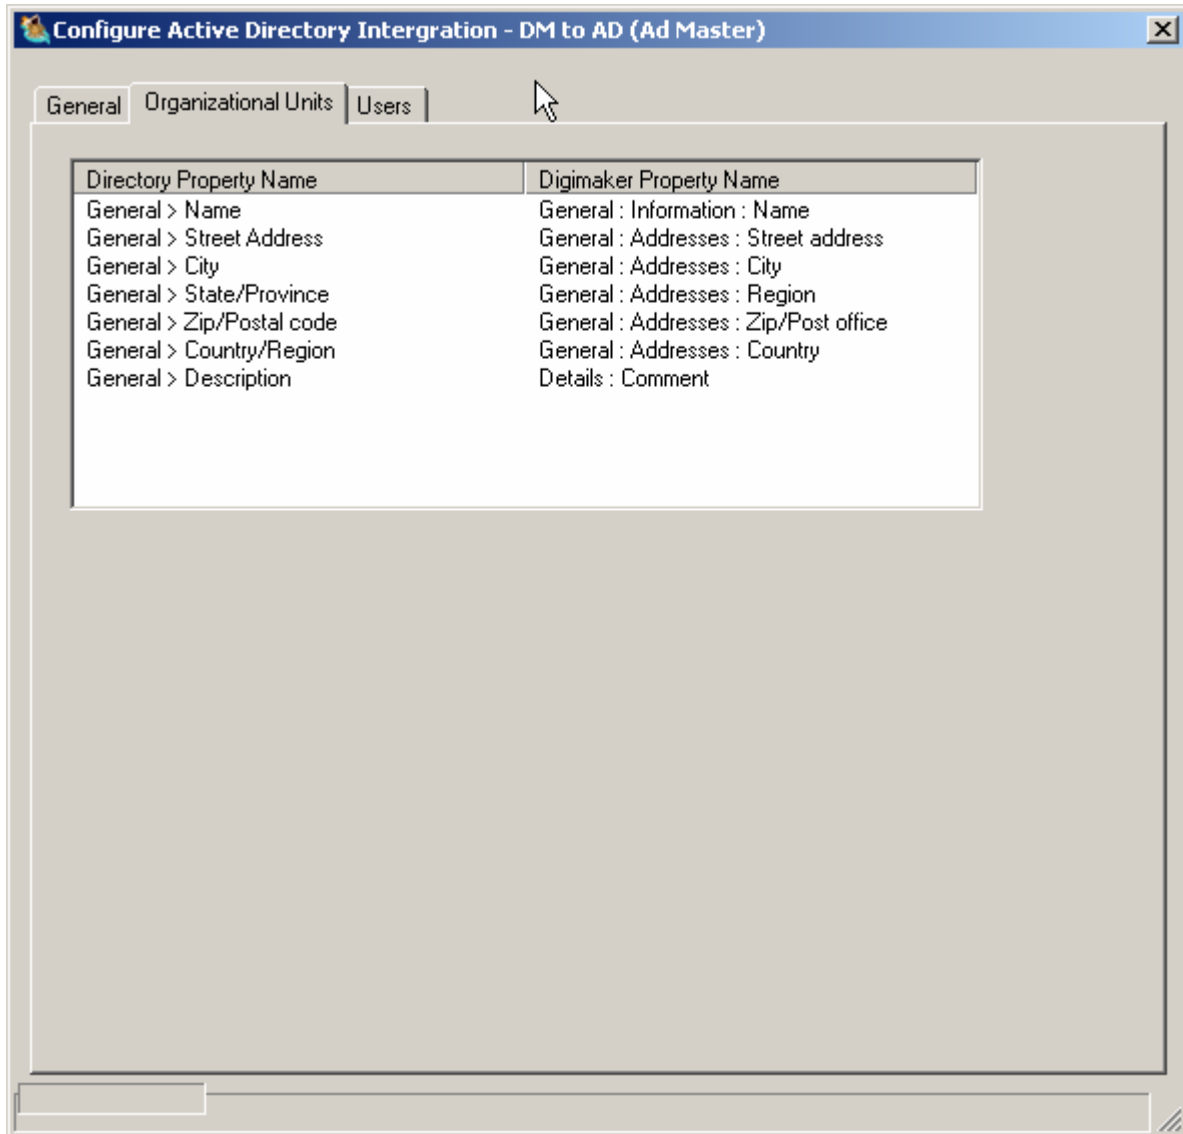 Configure Active Directory Intergration - DM to AD (Ad Master)
General Organizational Units Users
Directory Property Name Digimaker Property Name
General > Name General : Information : Name
General > Street Address General : Addresses : Street address
General > City General : Addresses : City
General > State/Province General : Addresses : Region
General > Zip/Postal code General : Addresses : Zip/Post office
General > Country/Region General : Addresses : Country
General > Description Details : Comment